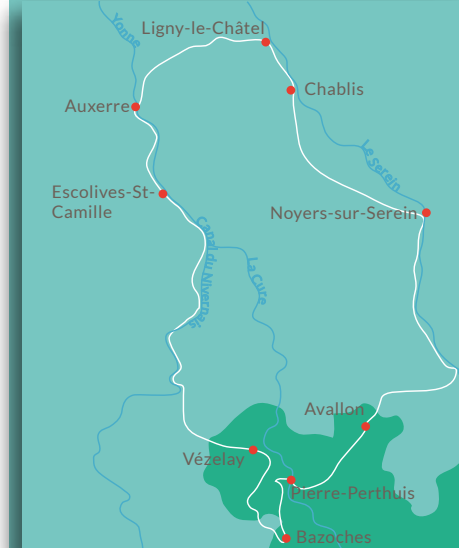 Yonne
Ligny-le-Châtel
Chablis
Auxerre
Le Serein
Escolives-St-
Camille
Noyers-sur-Serein
Canal du Nivernais
La Cure
Avallon
Vézelay
Pierre-Perthuis
Bazoches